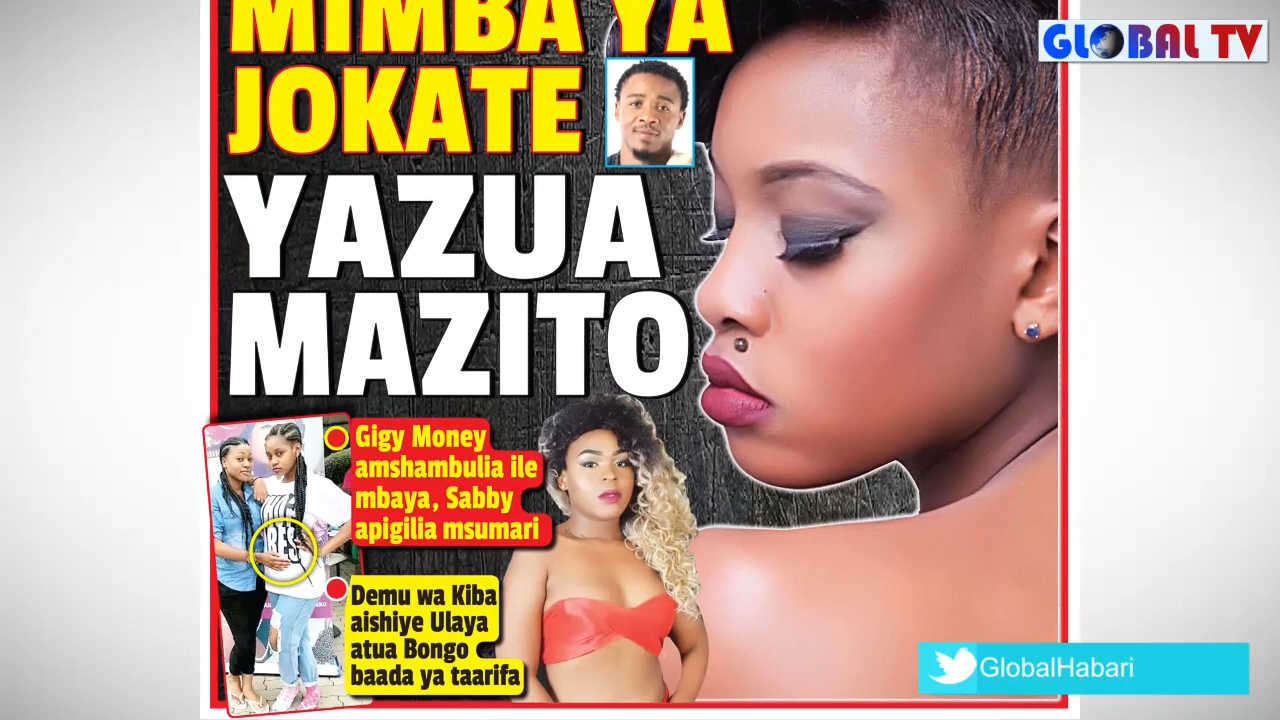 MIMBA YA
JOKATE
YAZUA
MAZITO
Gigy Money
amshambulia ile
mbaya, Sabby
apigilia msumari
Demu wa Kiba
aishiye Ulaya
atua Bongo
baada ya taarifa
GLOBAL TV
GlobalHabari